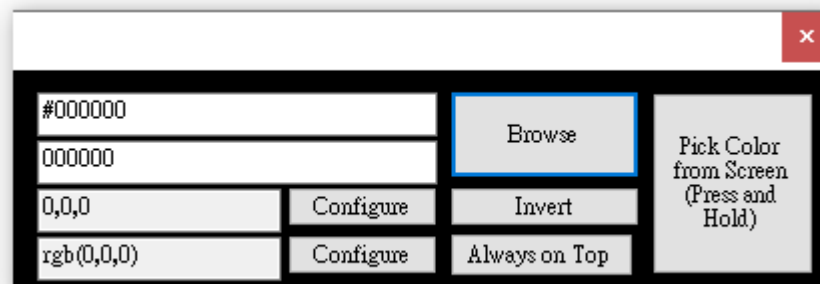 #000000
000000
0,0,0
rgb(0,0,0)
Configure
Configure
Browse
Invert
Always on Top
Pick Color
from Screen
(Press and
Hold)